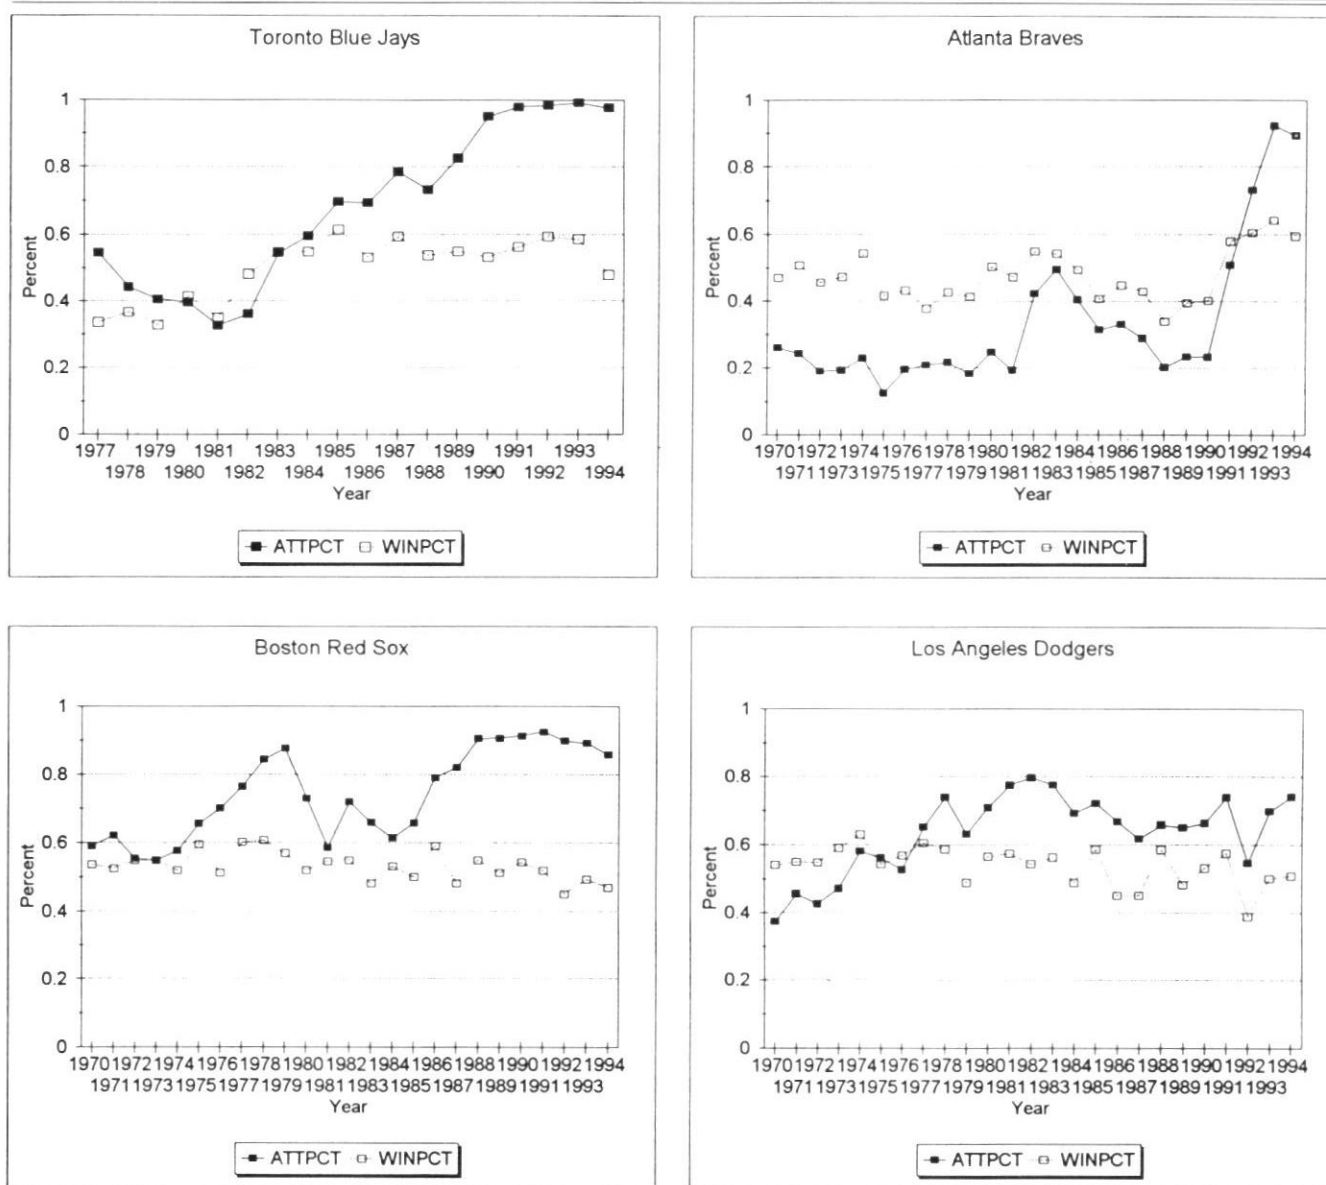 Toronto Blue Jays
Percent
1
0.8
0.6
0.4
0.2
0
1977 1979 1981 1983 1985 1987 1989 1991 1993
1978 1980 1982 1984 1986 1988 1990 1992 1994
Year
ATTPCT WINPCT
Atlanta Braves
Percent
1
0.8
0.6
0.4
0.2
0
1970 1972 1974 1976 1978 1980 1982 1984 1986 1988 1990 1992 1994
1971 1973 1975 1977 1979 1981 1983 1985 1987 1989 1991 1993
Year
ATTPCT WINPCT
Boston Red Sox
Percent
1
0.8
0.6
0.4
0.2
0
1970 1972 1974 1976 1978 1980 1982 1984 1986 1988 1990 1992 1994
1971 1973 1975 1977 1979 1981 1983 1985 1987 1989 1991 1993
Year
ATTPCT WINPCT
Los Angeles Dodgers
Percent
1
0.8
0.6
0.4
0.2
0
1970 1972 1974 1976 1978 1980 1982 1984 1986 1988 1990 1992 1994
1971 1973 1975 1977 1979 1981 1983 1985 1987 1989 1991 1993
Year
ATTPCT WINPCT